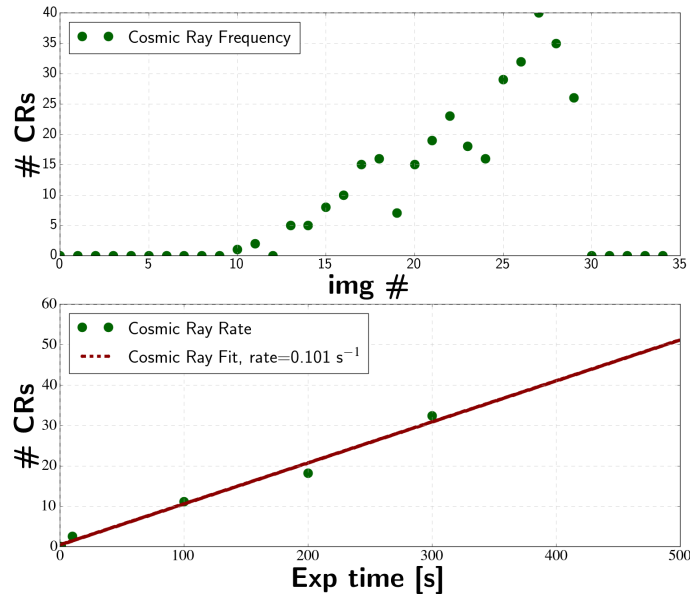 40
35
30
25
20
15
10
5
0
# CRs
Cosmic Ray Frequency
0 5 10 15 20 25 30 35
img #
60
50
40
30
20
10
0
# CRs
Cosmic Ray Rate
Cosmic Ray Fit, rate=0.101 s⁻¹
0 100 200 300 400 500
Exp time [s]